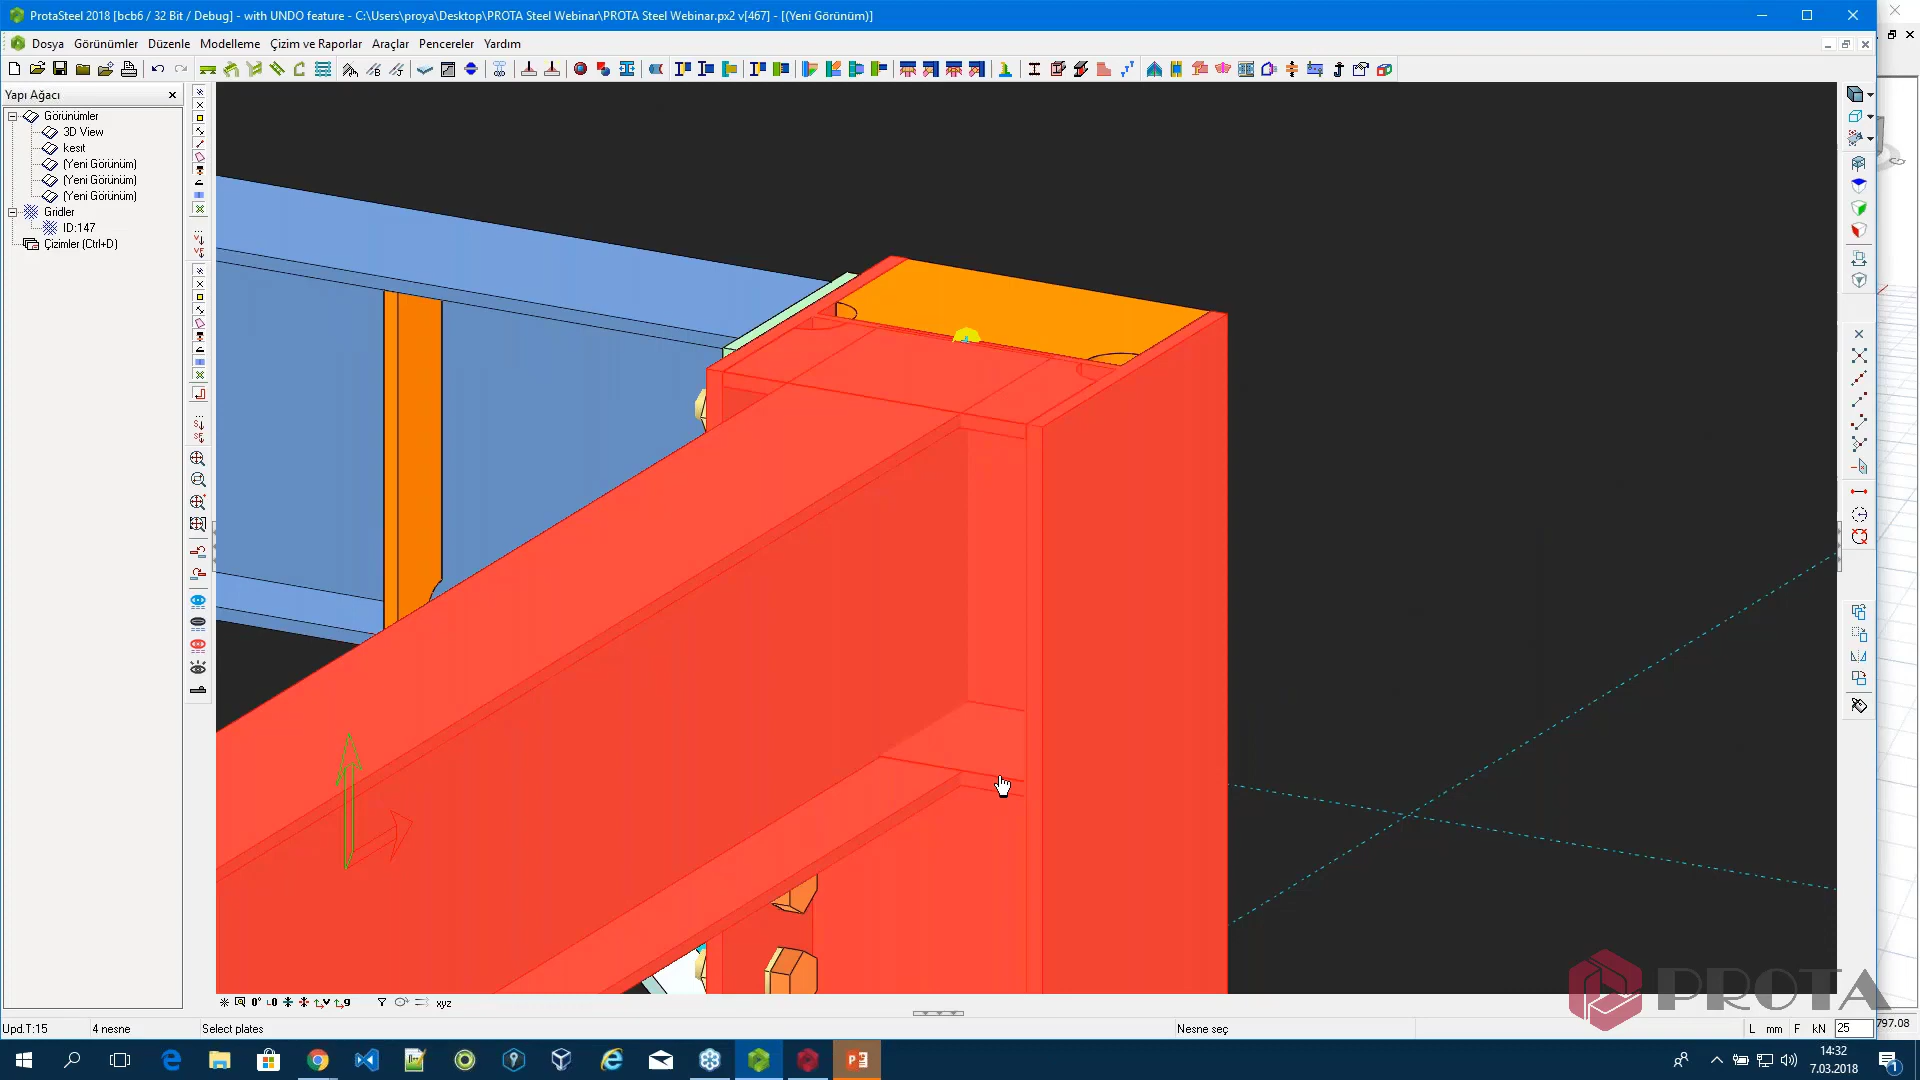 ProtaSteel 2018 [bcb6 / 32 Bit / Debug] - with UNDO feature - C:\Users\proya\Desktop\PROTA Steel Webinar\PROTA Steel Webinar.px2 v[467] - [(Yeni Görünüm)]
Dosya Görünümler Düzenle Modelleme Çizim ve Raporlar Araçlar Pencereler Yardım
Yapı Ağacı
Görünümler
3D View
kesit
(Yeni Görünüm)
(Yeni Görünüm)
(Yeni Görünüm)
Gridler
ID:147
Çizimler (Ctrl+D)
xyz
PROTA
Upd.T:15 4 nesne Select plates Nesne seç L mm F kN 25 797.08
14:32
7.03.2018